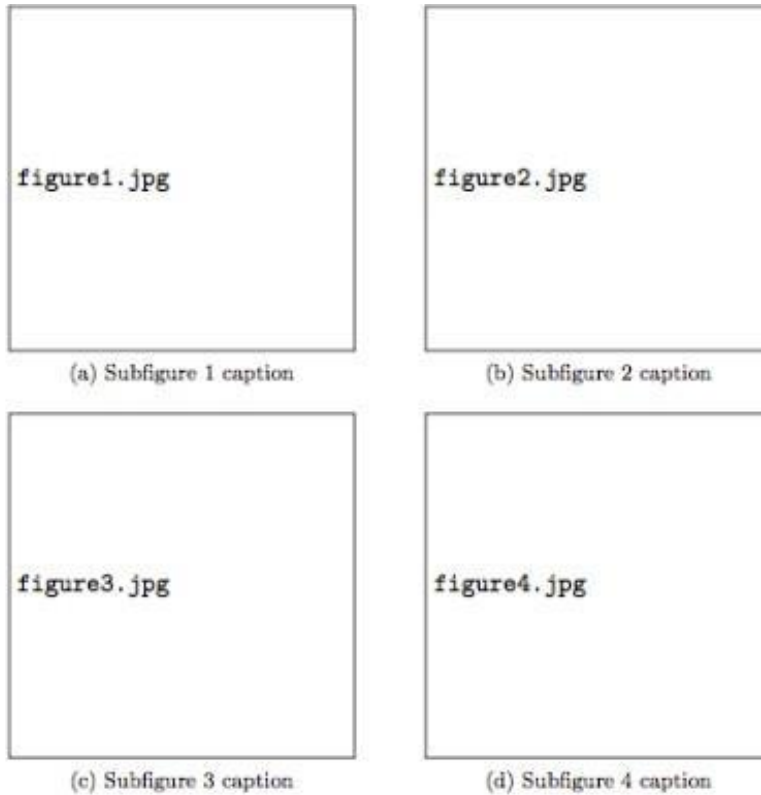 figure1.jpg
figure2.jpg
(a) Subfigure 1 caption
(b) Subfigure 2 caption
figure3.jpg
figure4.jpg
(c) Subfigure 3 caption
(d) Subfigure 4 caption